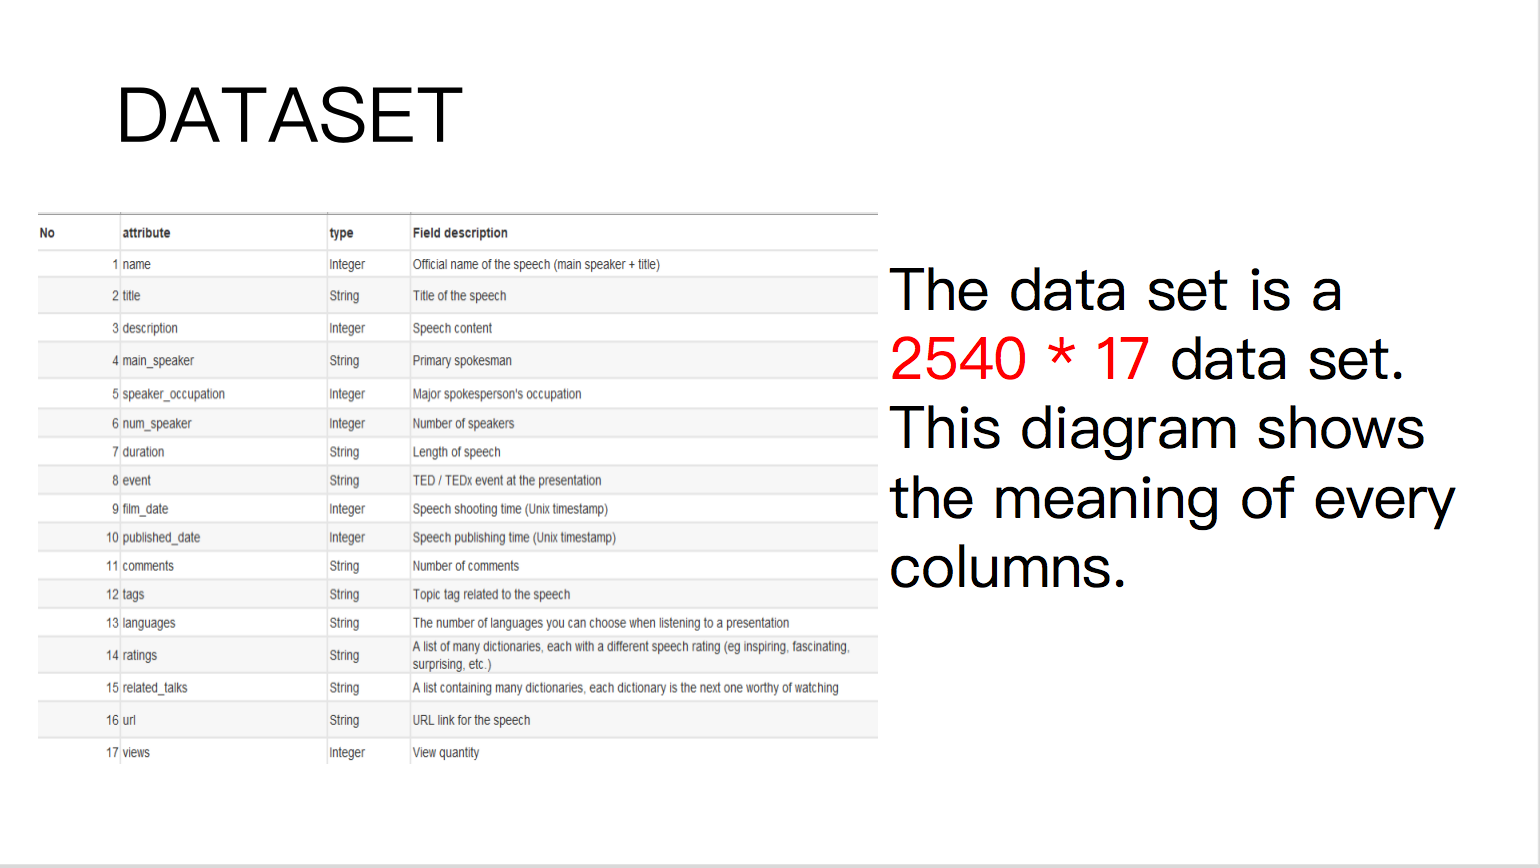 DATASET
No attribute type Field description
1 name Integer Official name of the speech (main speaker + title)
2 title String Title of the speech
3 description Integer Speech content
4 main_speaker String Primary spokesman
5 speaker_occupation Integer Major spokesperson's occupation
6 num_speaker Integer Number of speakers
7 duration String Length of speech
8 event String TED / TEDx event at the presentation
9 film_date Integer Speech shooting time (Unix timestamp)
10 published_date Integer Speech publishing time (Unix timestamp)
11 comments String Number of comments
12 tags String Topic tag related to the speech
13 languages String The number of languages you can choose when listening to a presentation
14 ratings String A list of many dictionaries, each with a different speech rating (eg inspiring, fascinating,
surprising, etc.)
15 related_talks String A list containing many dictionaries, each dictionary is the next one worthy of watching
16 url String URL link for the speech
17 views Integer View quantity
The data set is a
2540 * 17 data set.
This diagram shows
the meaning of every
columns.